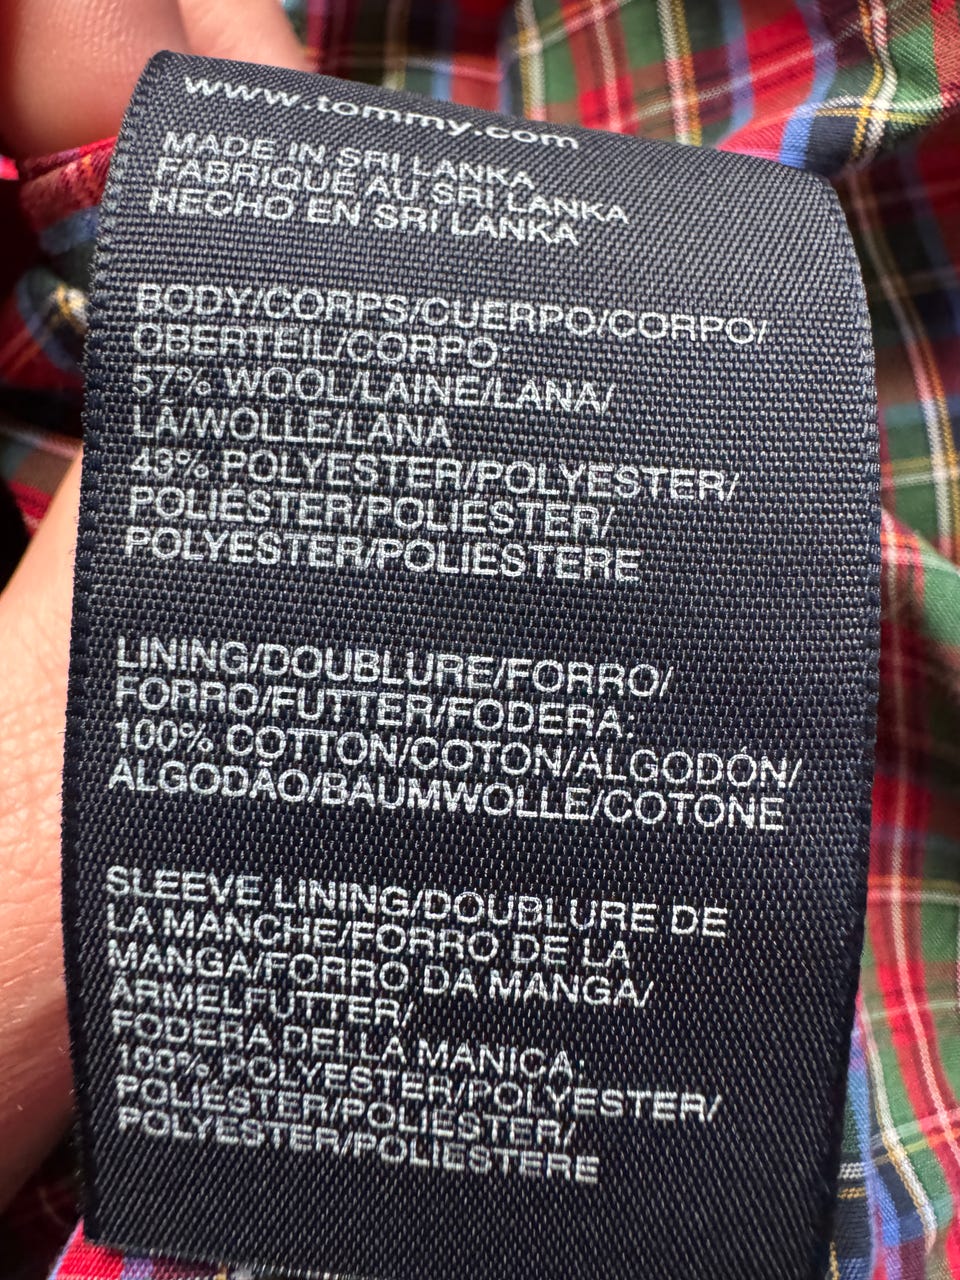 www.tommy.com
MADE IN SRI LANKA
FABRIQUE AU SRI LANKA
HECHO EN SRI LANKA
BODY/CORPS/CUERPO/CORPO/
OBERTEIL/CORPO:
57% WOOL/LAINE/LANA/
LÃ/WOLLE/LANA
43% POLYESTER/POLYESTER/
POLIÉSTER/POLIÉSTER/
POLYESTER/POLIESTERE
LINING/DOUBLURE/FORRO/
FORRO/FUTTER/FODERA:
100% COTTON/COTON/ALGODÓN/
ALGODÃO/BAUMWOLLE/COTONE
SLEEVE LINING/DOUBLURE DE
LA MANCHE/FORRO DE LA
MANGA/FORRO DA MANGA/
ARMELFUTTER/
FODERA DELLA MANICA:
100% POLYESTER/POLYESTER/
POLIÉSTER/POLIÉSTER/
POLYESTER/POLIESTERE